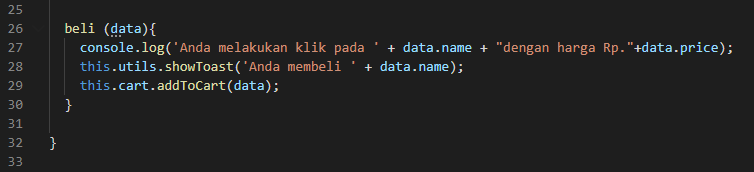 25
26 beli (data){
27 console.log('Anda melakukan klik pada ' + data.name + "dengan harga Rp."+data.price);
28 this.utils.showToast('Anda membeli ' + data.name);
29 this.cart.addToCart(data);
30 }
31
32 }
33